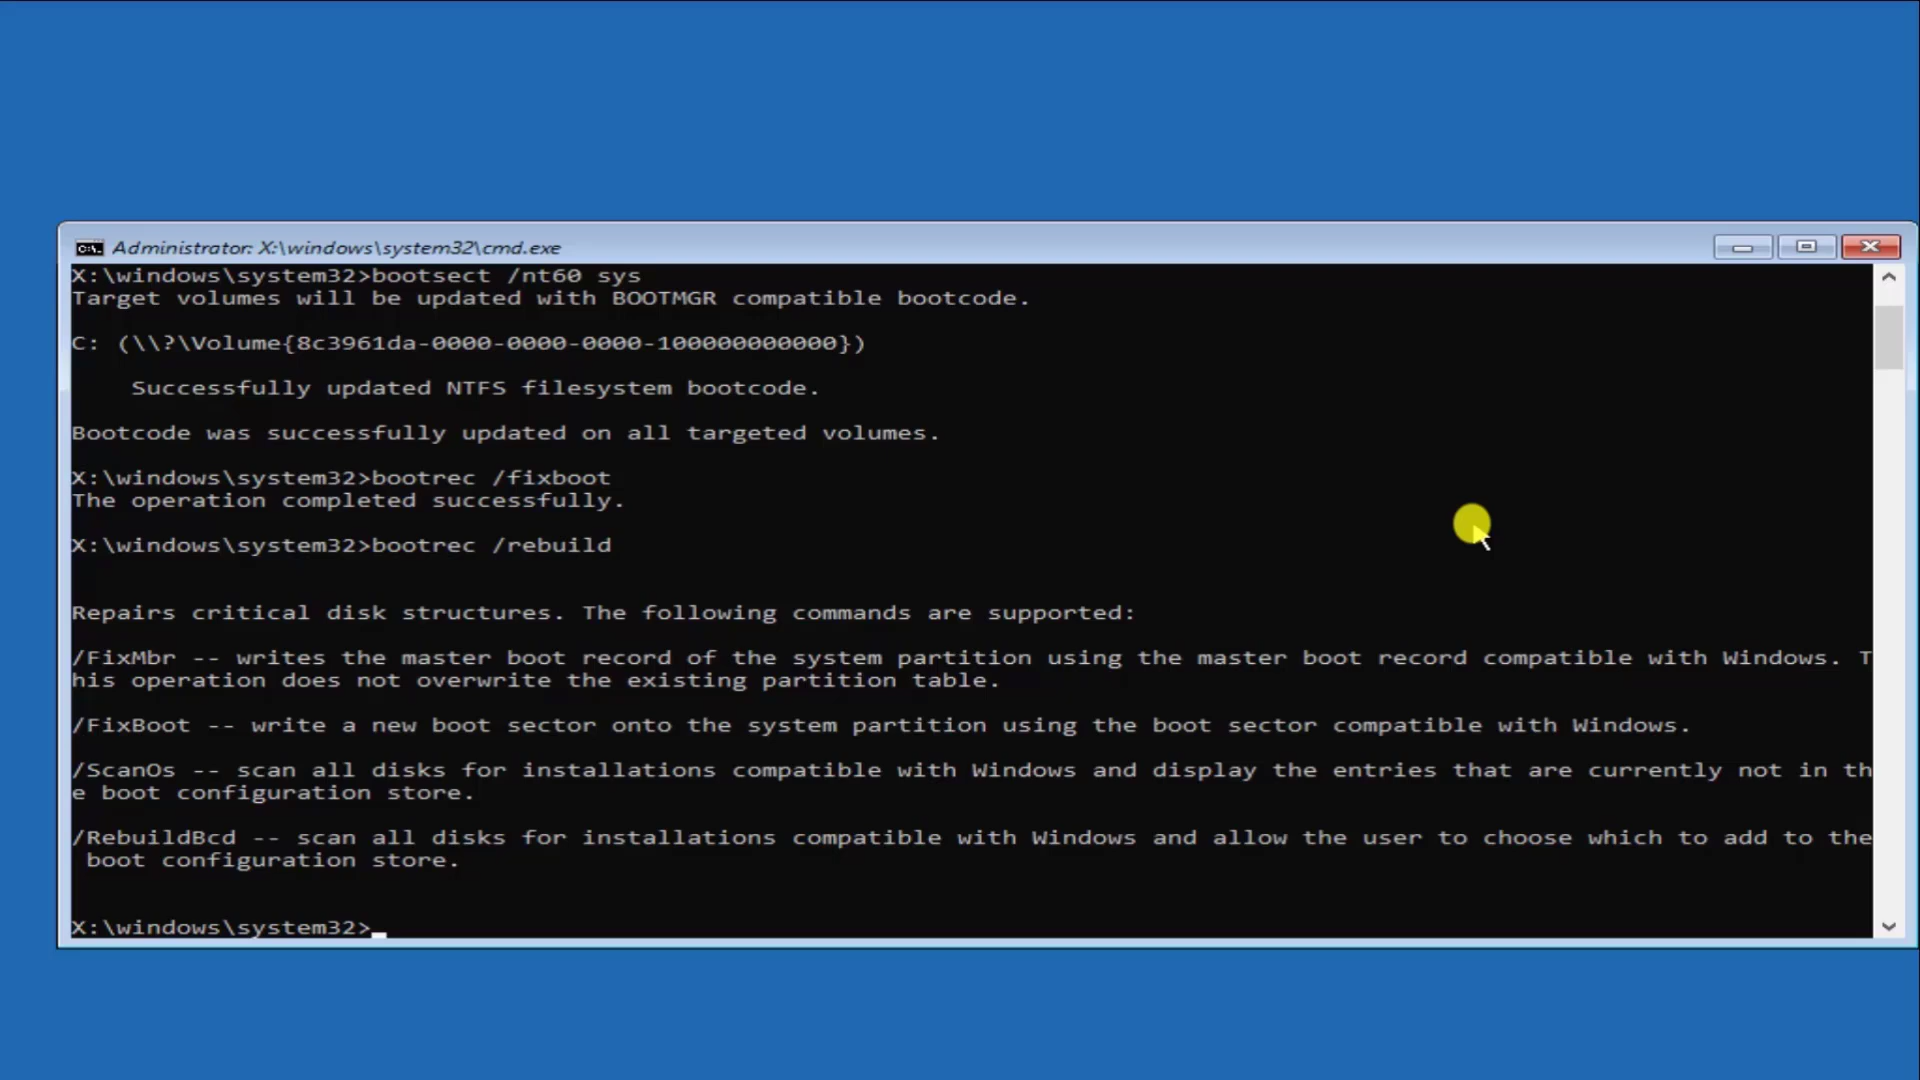 Administrator: X:\windows\system32\cmd.exe
X:\windows\system32>bootsect /nt60 sys
Target volumes will be updated with BOOTMGR compatible bootcode.
C: (\\?\Volume{8c3961da-0000-0000-0000-100000000000})
Successfully updated NTFS filesystem bootcode.
Bootcode was successfully updated on all targeted volumes.
X:\windows\system32>bootrec /fixboot
The operation completed successfully.
X:\windows\system32>bootrec /rebuild
Repairs critical disk structures. The following commands are supported:
/FixMbr -- writes the master boot record of the system partition using the master boot record compatible with Windows. T
his operation does not overwrite the existing partition table.
/FixBoot -- write a new boot sector onto the system partition using the boot sector compatible with Windows.
/ScanOs -- scan all disks for installations compatible with Windows and display the entries that are currently not in th
e boot configuration store.
/RebuildBcd -- scan all disks for installations compatible with Windows and allow the user to choose which to add to the
boot configuration store.
X:\windows\system32>